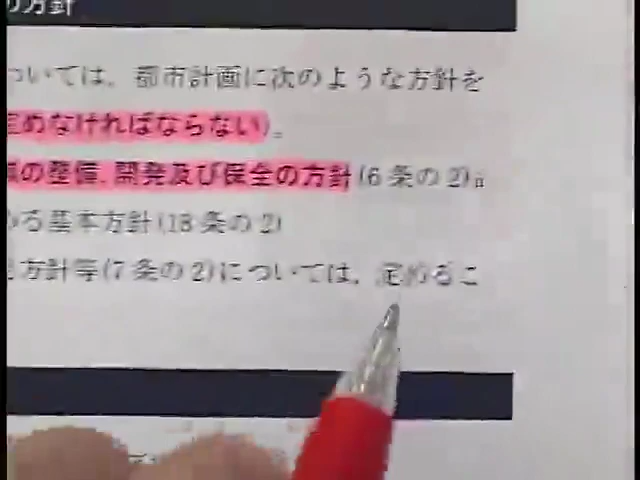 の方針
ついては、都市計画に次のような方針を
定めなければならない)。
の整備、開発及び保全の方針(6条の2)。
める基本方針(18条の2)
方針等(7条の2)については、定めるこ